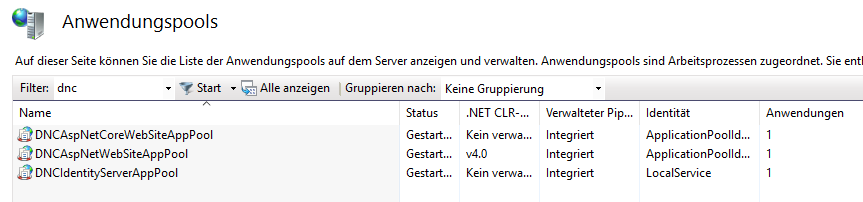 Anwendungspools
Auf dieser Seite können Sie die Liste der Anwendungspools auf dem Server anzeigen und verwalten. Anwendungspools sind Arbeitsprozessen zugeordnet. Sie entl
Filter: dnc Start Alle anzeigen Gruppieren nach: Keine Gruppierung
Name Status .NET CLR-... Verwalteter Pip... Identität Anwendungen
DNCAspNetCoreWebSiteAppPool Gestart... Kein verwa... Integriert ApplicationPoolId... 1
DNCAspNetWebSiteAppPool Gestart... v4.0 Integriert ApplicationPoolId... 1
DNCIdentityServerAppPool Gestart... Kein verwa... Integriert LocalService 1